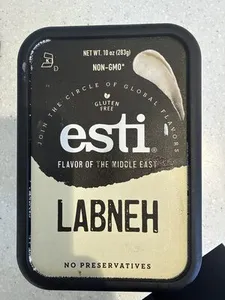 NET WT. 10 oz (283g)
NON-GMO*
JOIN THE CIRCLE OF GLOBAL FLAVORS
GLUTEN
FREE
esti®
FLAVOR OF THE MIDDLE EAST
LABNEH
NO PRESERVATIVES